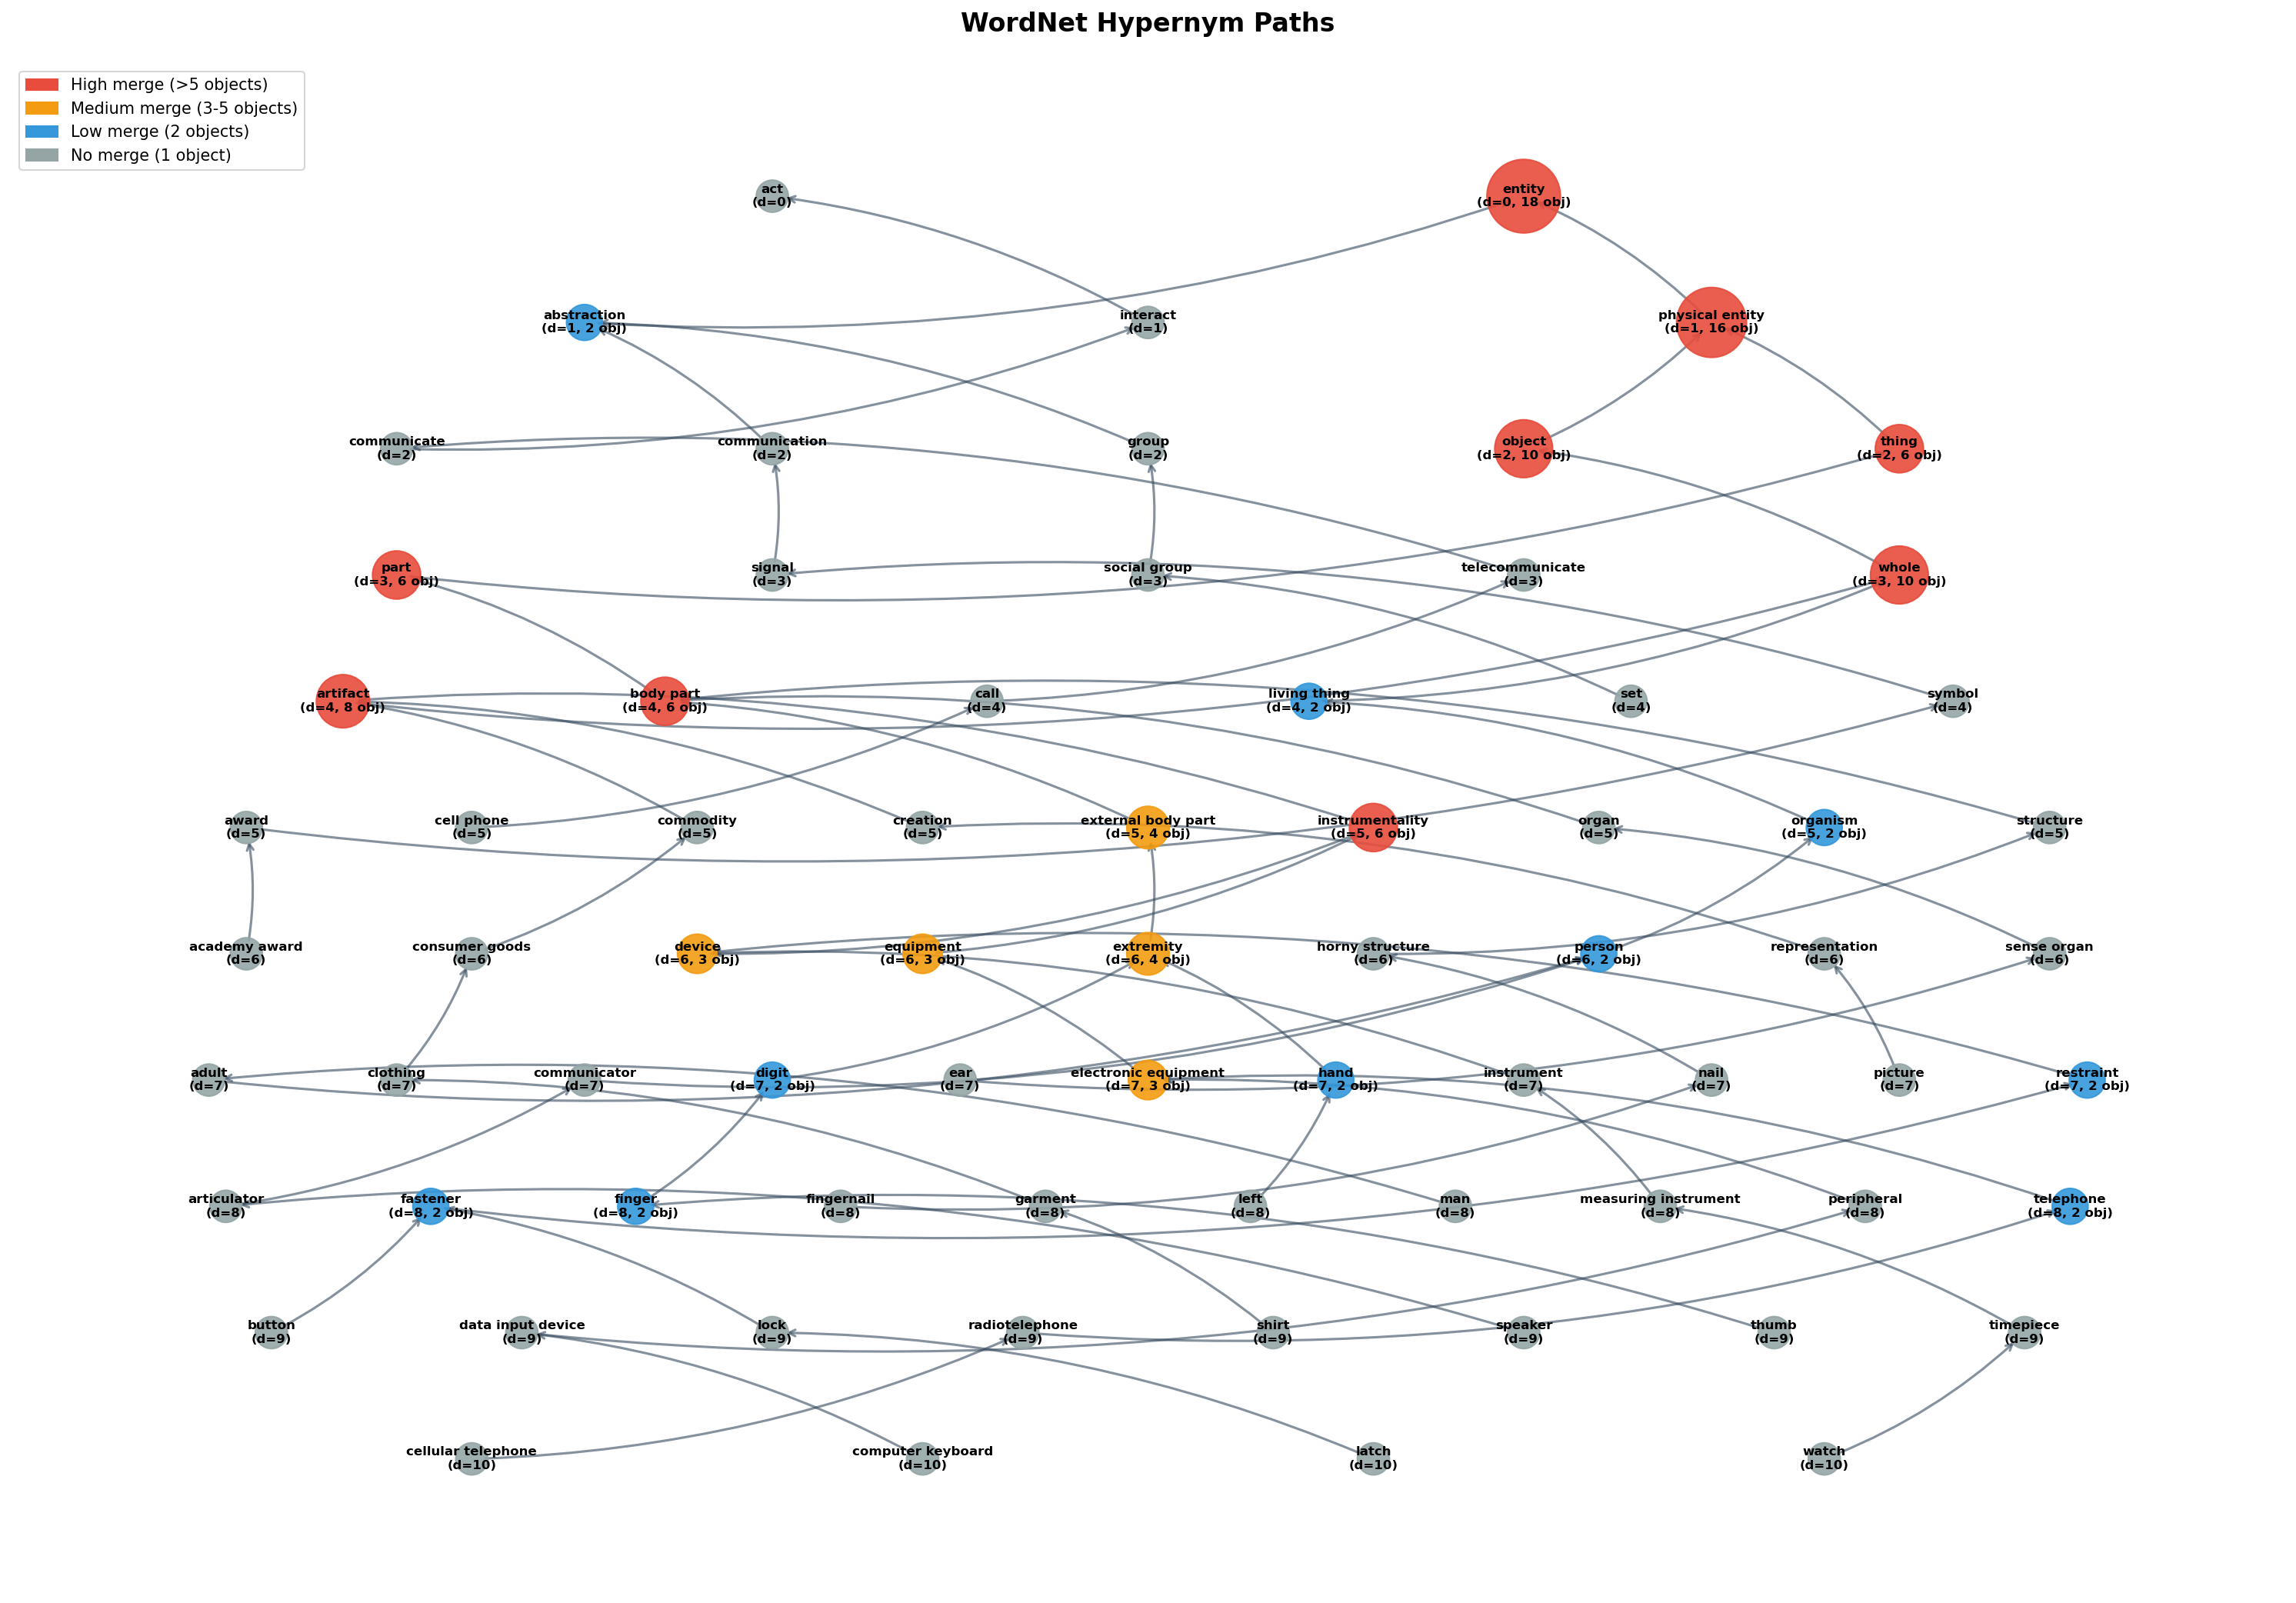 WordNet Hypernym Paths
High merge (>5 objects)
Medium merge (3-5 objects)
Low merge (2 objects)
No merge (1 object)
act
(d=0)
entity
(d=0, 18 obj)
abstraction
(d=1, 2 obj)
interact
(d=1)
physical entity
(d=1, 16 obj)
communicate
(d=2)
communication
(d=2)
group
(d=2)
object
(d=2, 10 obj)
thing
(d=2, 6 obj)
part
(d=3, 6 obj)
signal
(d=3)
social group
(d=3)
telecommunicate
(d=3)
whole
(d=3, 10 obj)
artifact
(d=4, 8 obj)
body part
(d=4, 6 obj)
call
(d=4)
living thing
(d=4, 2 obj)
set
(d=4)
symbol
(d=4)
award
(d=5)
cell phone
(d=5)
commodity
(d=5)
creation
(d=5)
external body part
(d=5, 4 obj)
instrumentality
(d=5, 6 obj)
organ
(d=5)
organism
(d=5, 2 obj)
structure
(d=5)
academy award
(d=6)
consumer goods
(d=6)
device
(d=6, 3 obj)
equipment
(d=6, 3 obj)
extremity
(d=6, 4 obj)
horny structure
(d=6)
person
(d=6, 2 obj)
representation
(d=6)
sense organ
(d=6)
adult
(d=7)
clothing
(d=7)
communicator
(d=7)
digit
(d=7, 2 obj)
ear
(d=7)
electronic equipment
(d=7, 3 obj)
hand
(d=7, 2 obj)
instrument
(d=7)
nail
(d=7)
picture
(d=7)
restraint
(d=7, 2 obj)
articulator
(d=8)
fastener
(d=8, 2 obj)
finger
(d=8, 2 obj)
fingernail
(d=8)
garment
(d=8)
left
(d=8)
man
(d=8)
measuring instrument
(d=8)
peripheral
(d=8)
telephone
(d=8, 2 obj)
button
(d=9)
data input device
(d=9)
lock
(d=9)
radiotelephone
(d=9)
shirt
(d=9)
speaker
(d=9)
thumb
(d=9)
timepiece
(d=9)
cellular telephone
(d=10)
computer keyboard
(d=10)
latch
(d=10)
watch
(d=10)